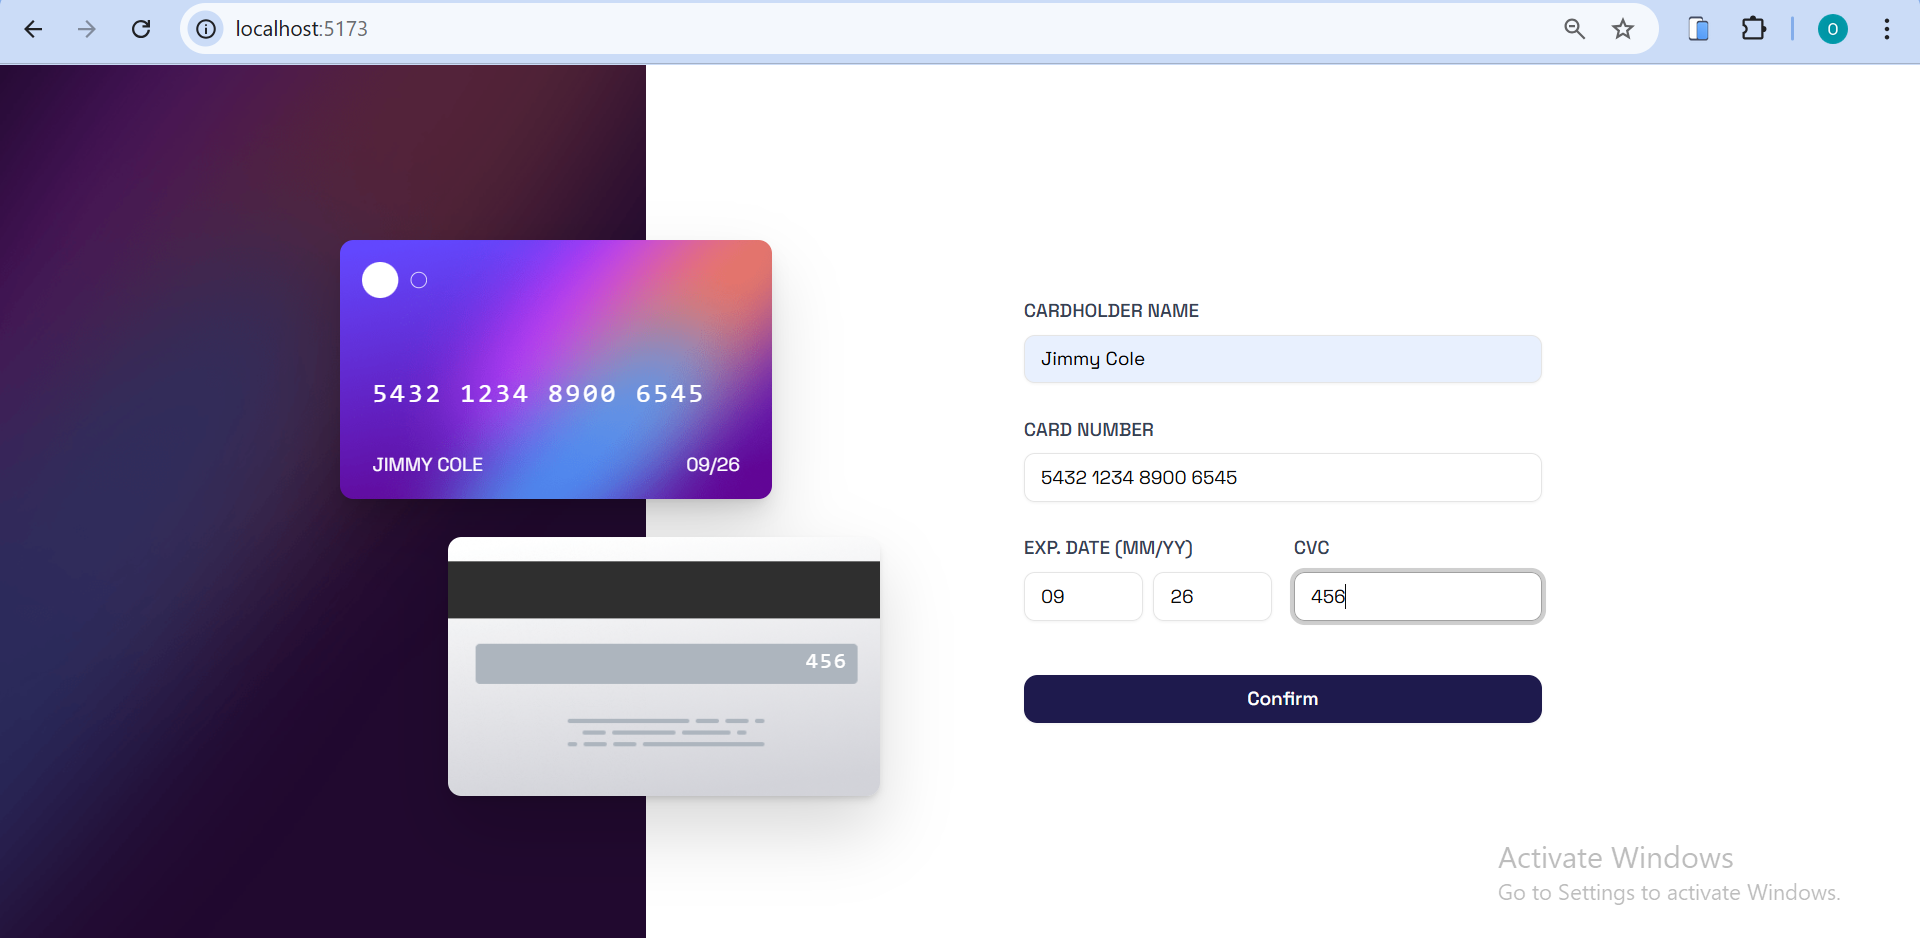 localhost:5173
O
5432 1234 8900 6545
JIMMY COLE 09/26
456
CARDHOLDER NAME
Jimmy Cole
CARD NUMBER
5432 1234 8900 6545
EXP. DATE (MM/YY) CVC
09 26 456
Confirm
Activate Windows
Go to Settings to activate Windows.